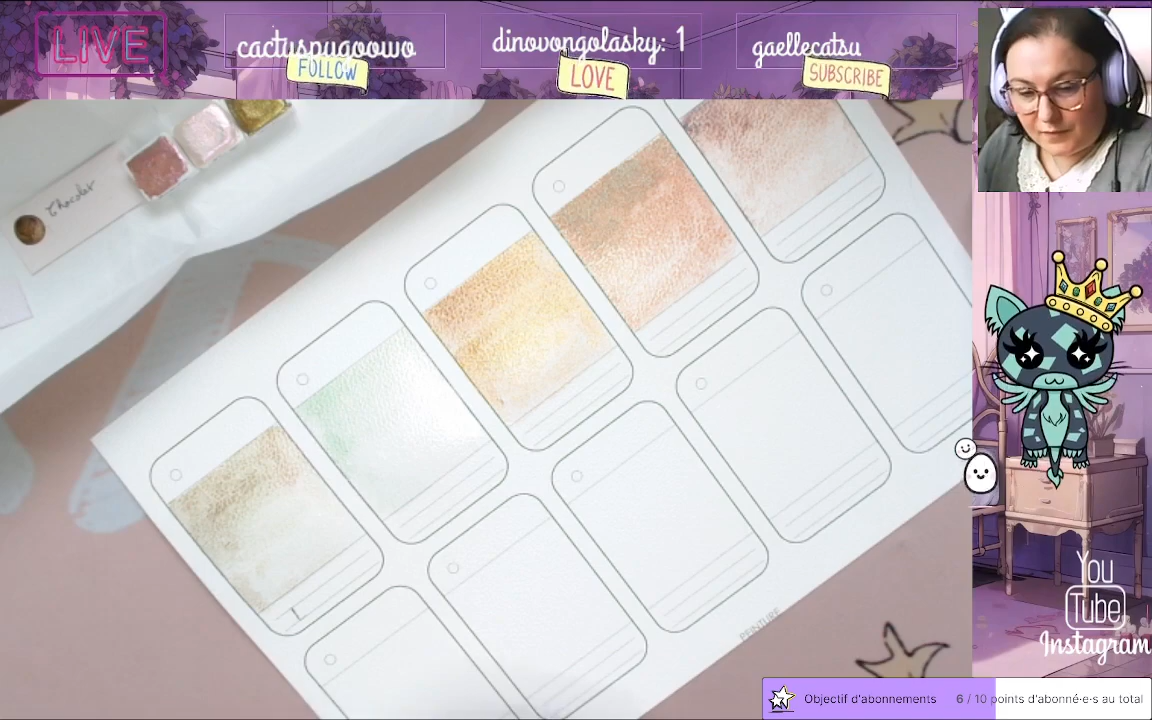 LIVE
cactuspugoowo
FOLLOW
dinovongolasky: 1
LOVE
gaellecatsu
SUBSCRIBE
Chocolat
PEINTURE
You
Tube
Instagram
Objectif d'abonnements 6 / 10 points d'abonné·e·s au total